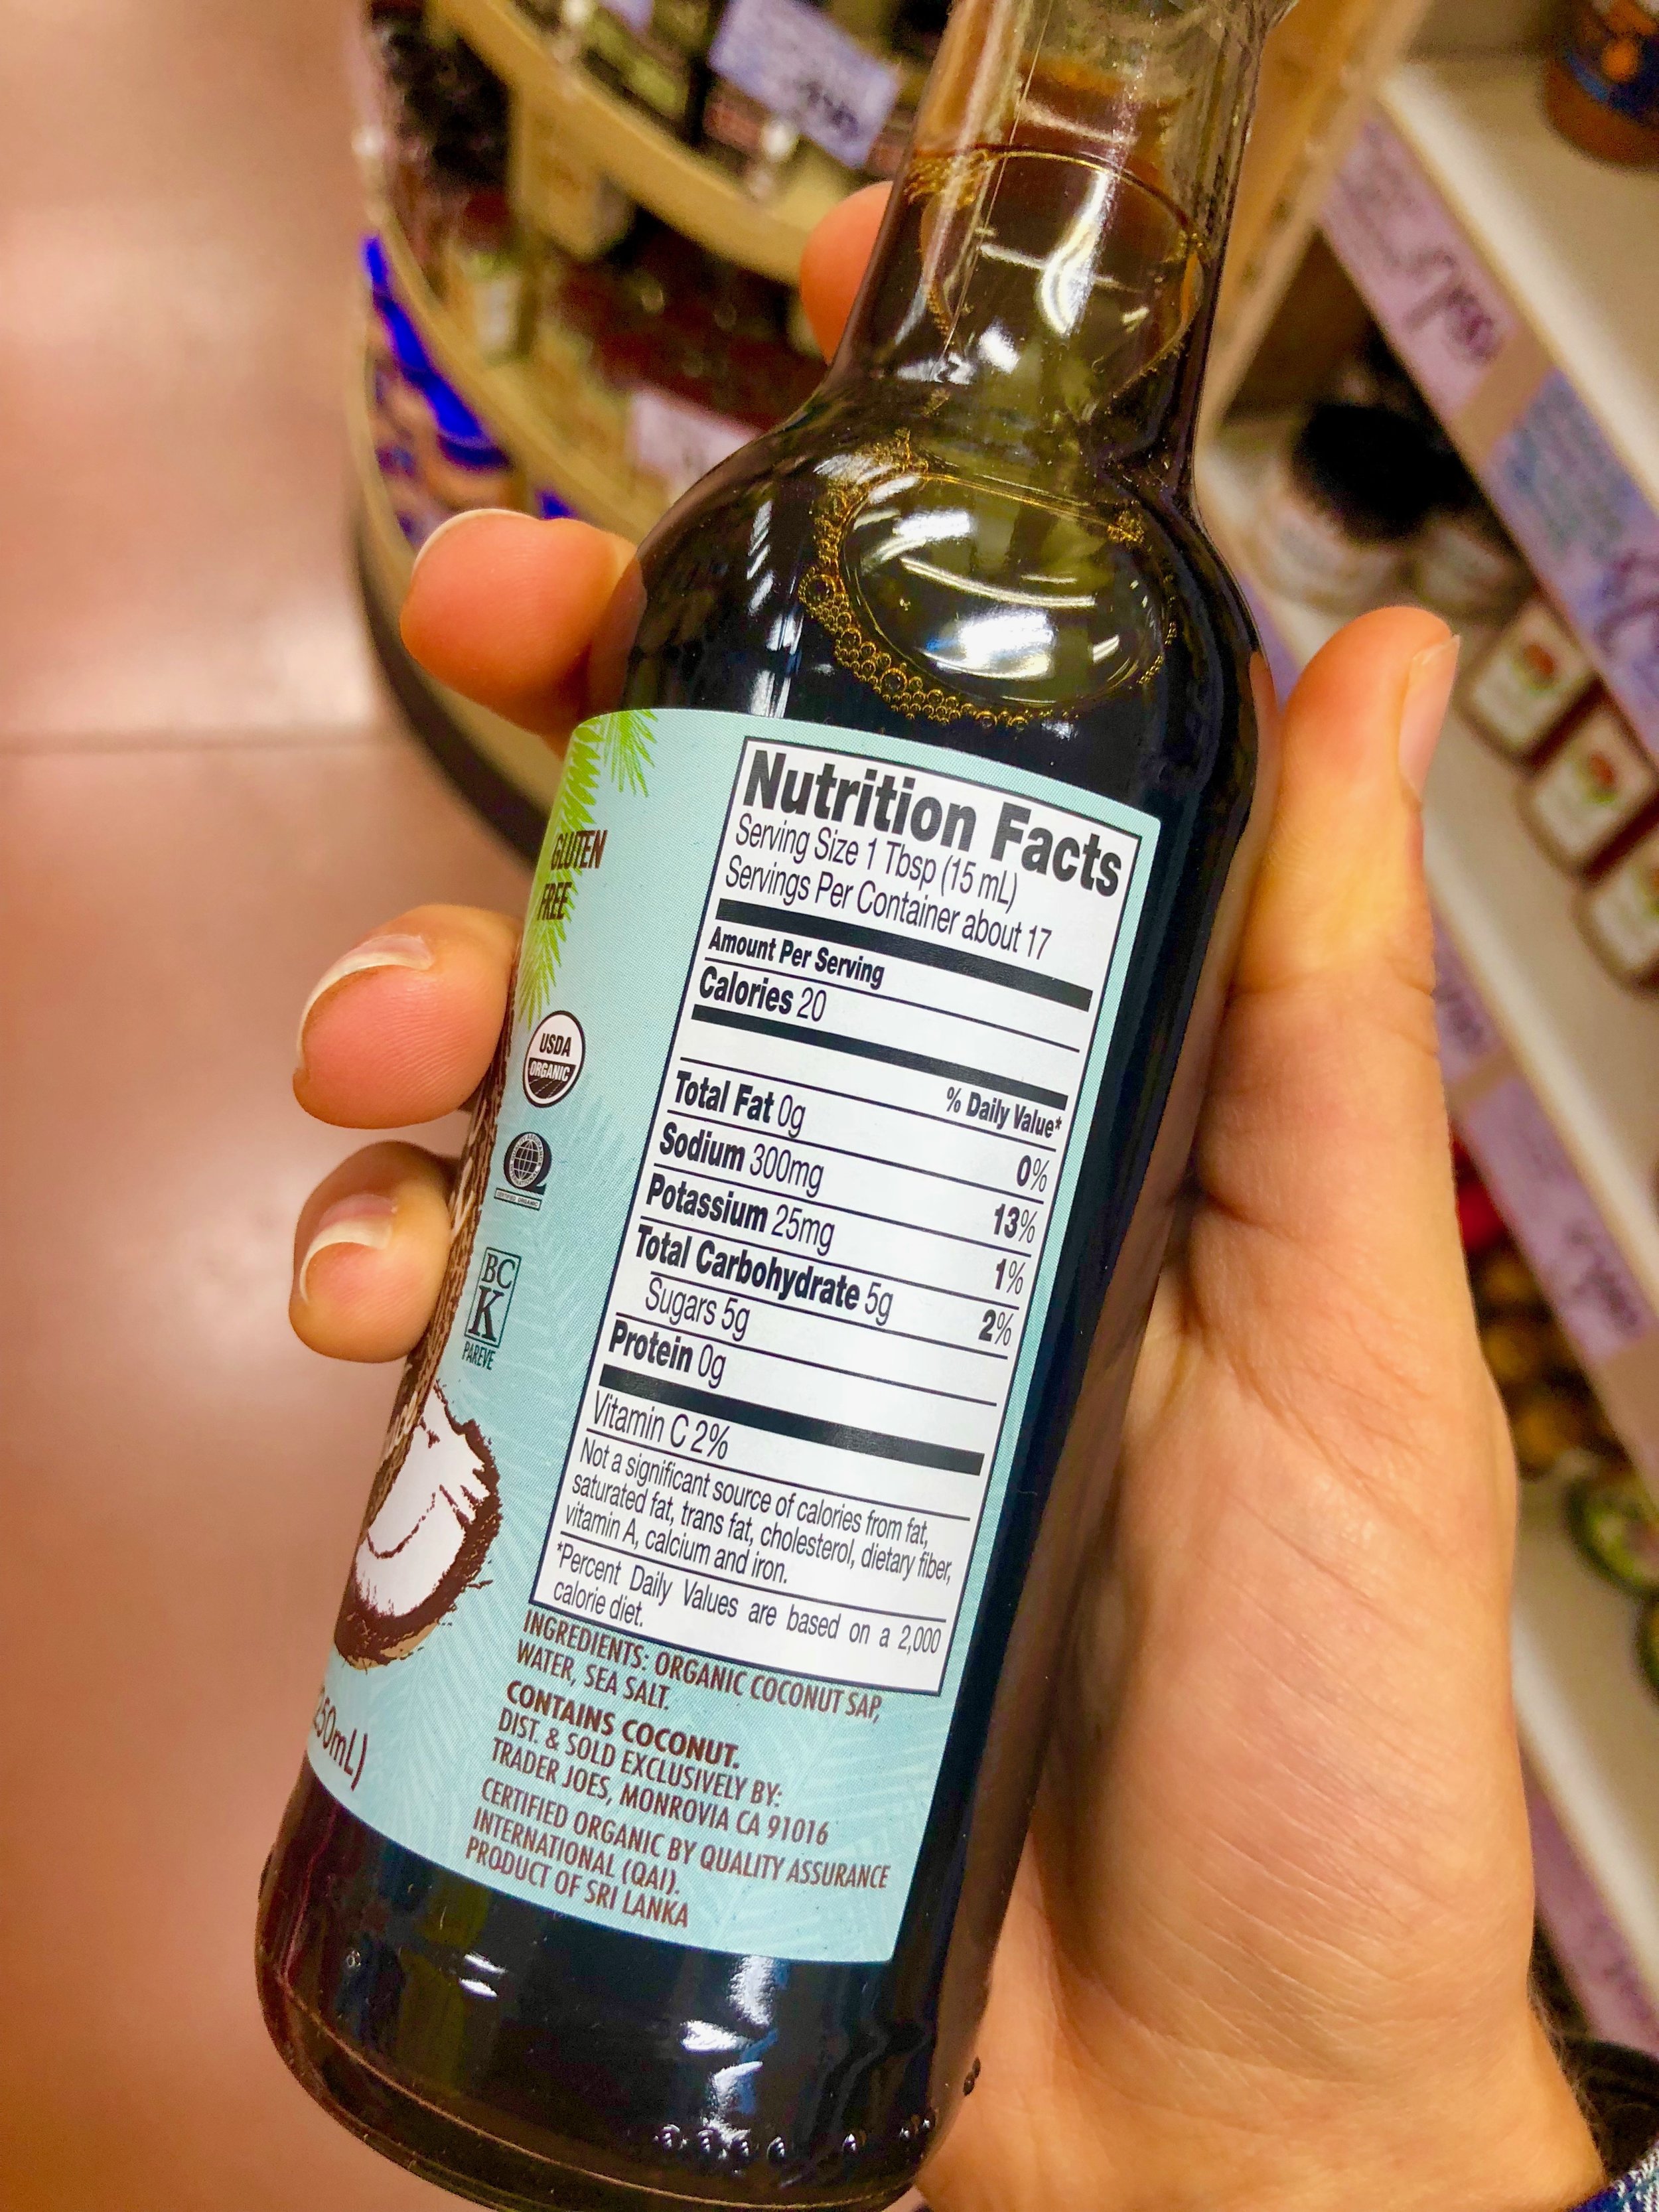 GLUTEN
FREE
USDA
ORGANIC
BC
K
PAREVE
250mL)
Nutrition Facts
Serving Size 1 Tbsp (15 mL)
Servings Per Container about 17
Amount Per Serving
Calories 20
% Daily Value*
Total Fat 0g 0%
Sodium 300mg 13%
Potassium 25mg 1%
Total Carbohydrate 5g 2%
Sugars 5g
Protein 0g
Vitamin C 2%
Not a significant source of calories from fat,
saturated fat, trans fat, cholesterol, dietary fiber,
vitamin A, calcium and iron.
*Percent Daily Values are based on a 2,000
calorie diet.
INGREDIENTS: ORGANIC COCONUT SAP,
WATER, SEA SALT.
CONTAINS COCONUT.
DIST. & SOLD EXCLUSIVELY BY:
TRADER JOES, MONROVIA CA 91016
CERTIFIED ORGANIC BY QUALITY ASSURANCE
INTERNATIONAL (QAI).
PRODUCT OF SRI LANKA